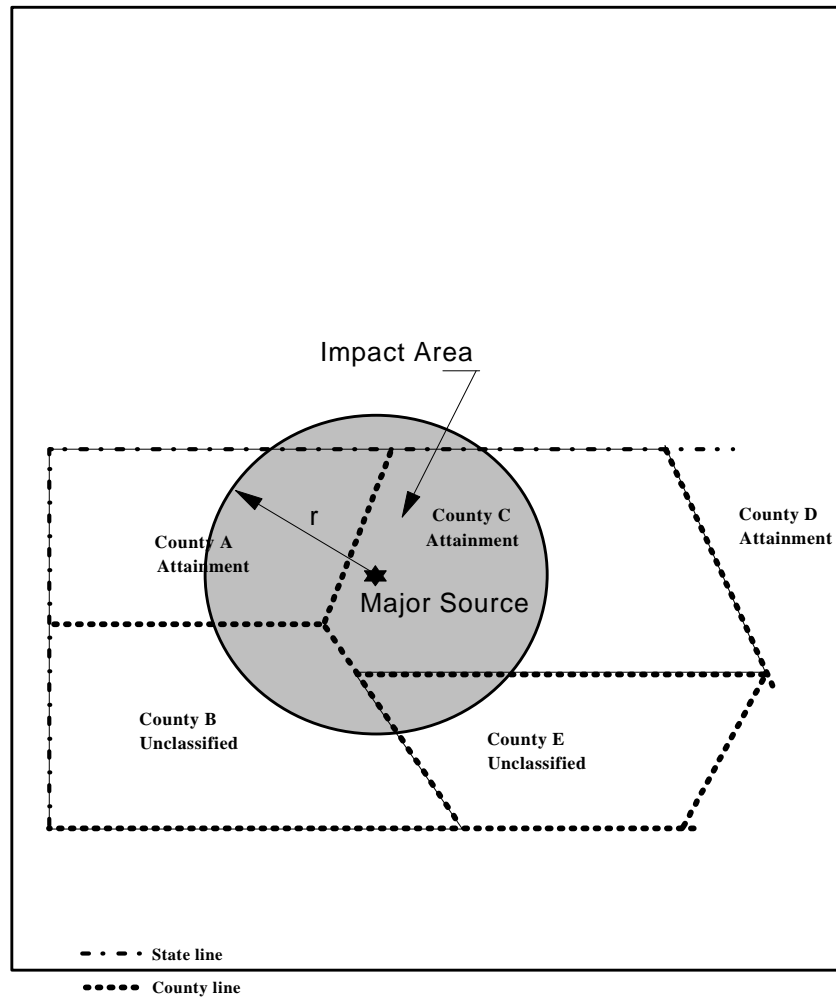 Impact Area
County C
Attainment
County D
Attainment
r
County A
Attainment
Major Source
County B
Unclassified
County E
Unclassified
State line
County line